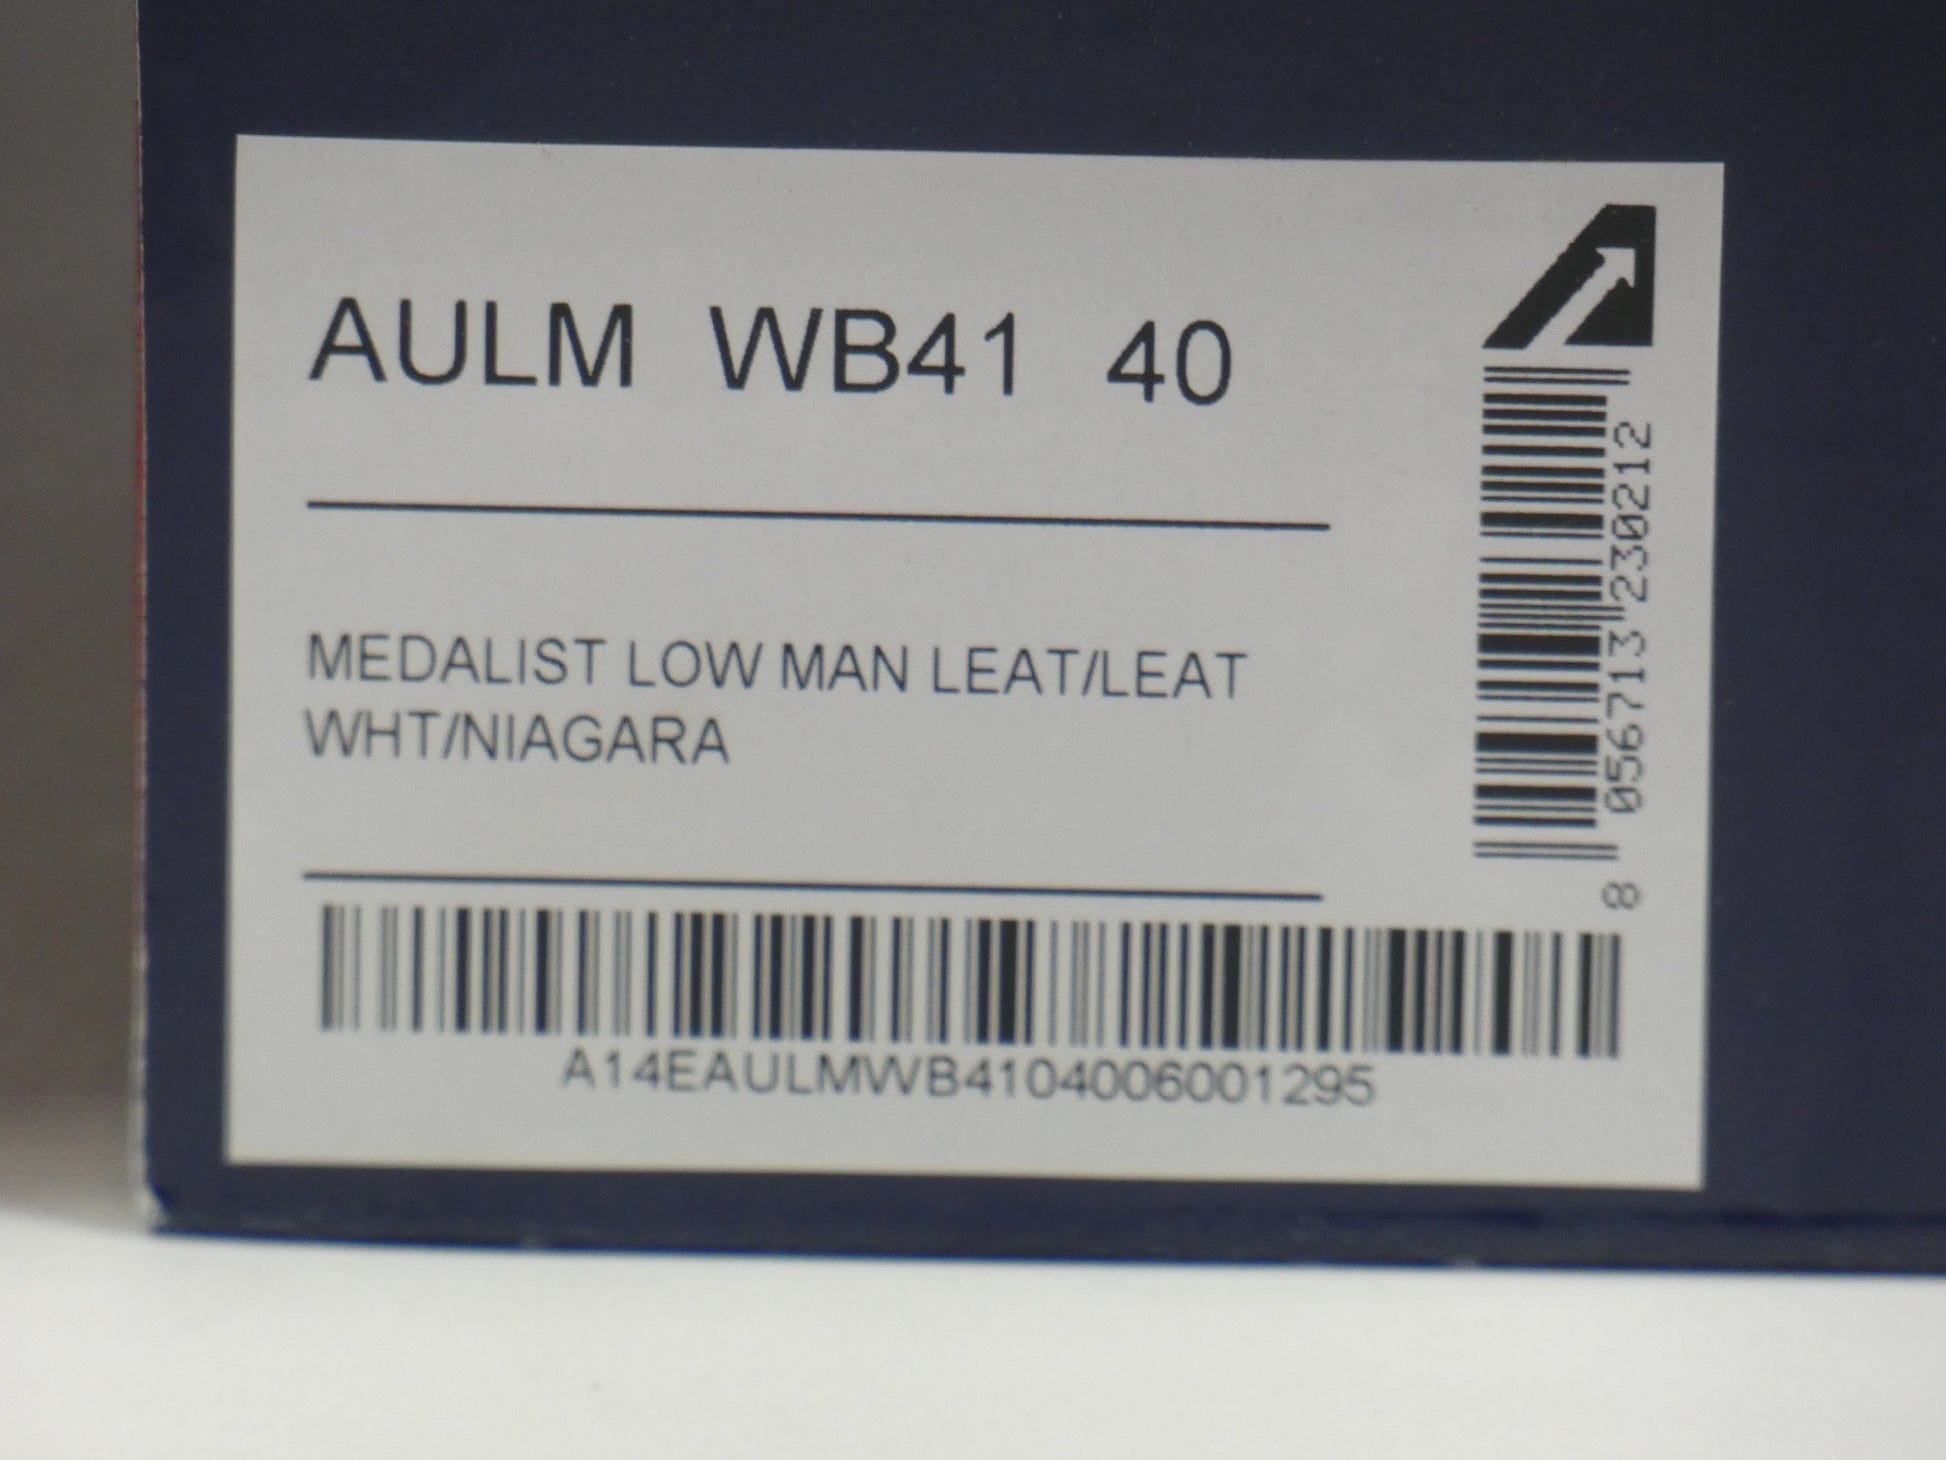 AULM WB41 40
MEDALIST LOW MAN LEAT/LEAT
WHT/NIAGARA
8 056713 230212
A14EAULMWB4104006001295